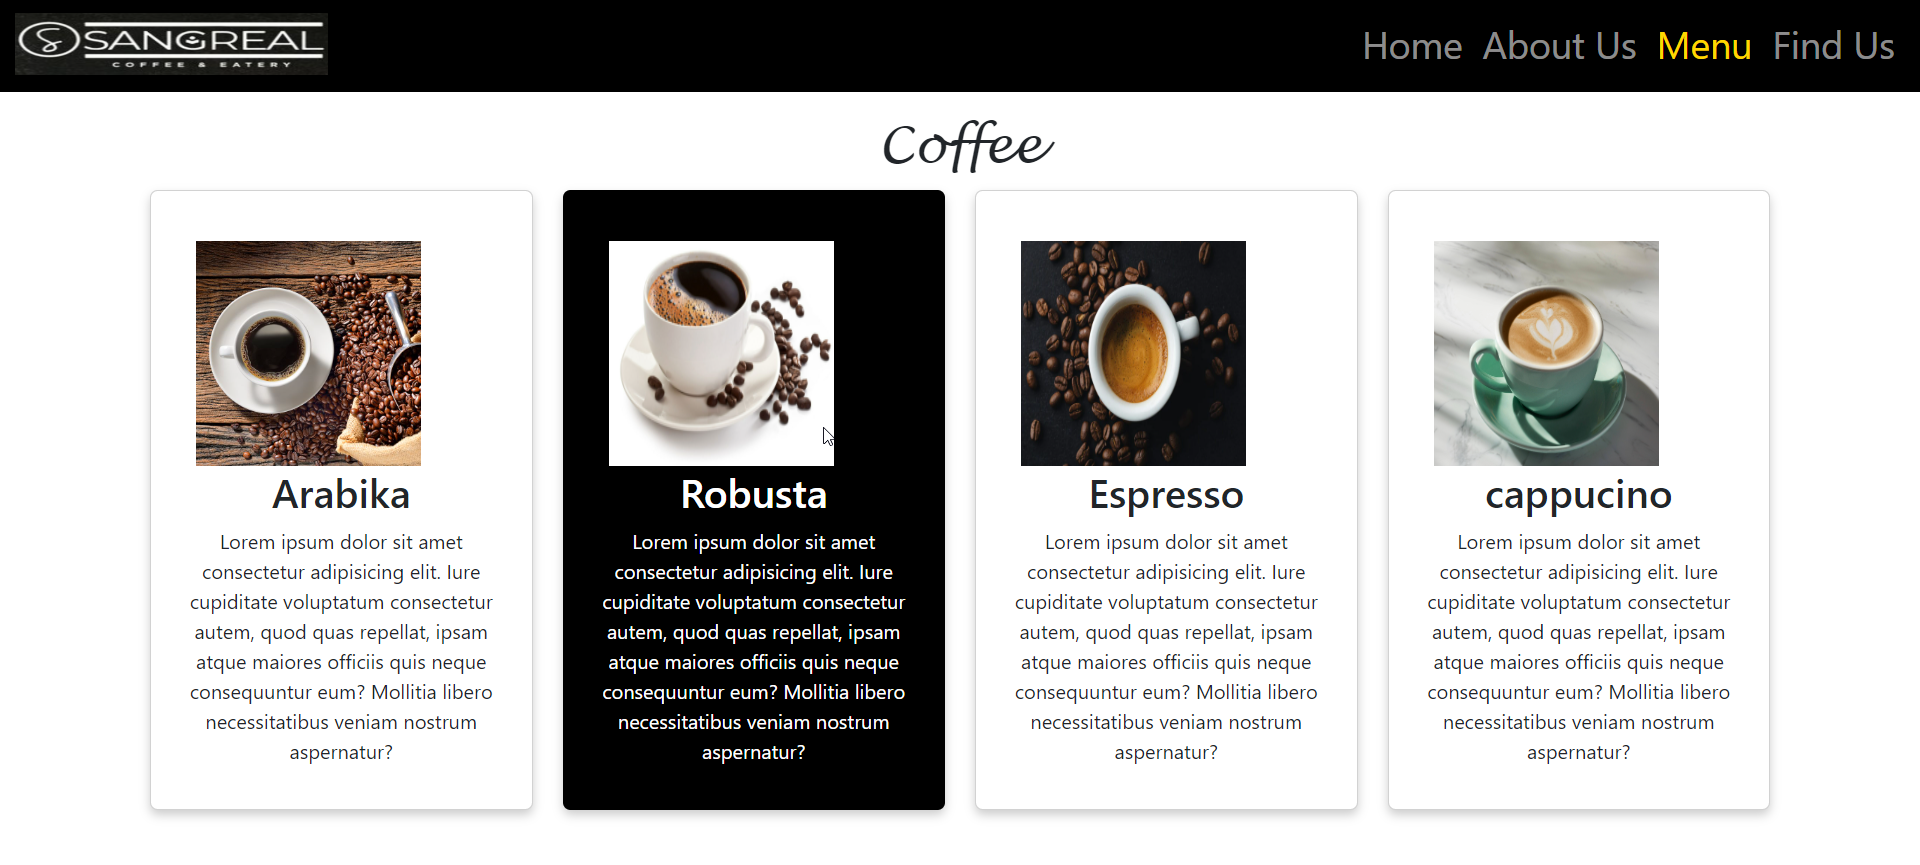 SANGREAL
COFFEE & EATERY
Home About Us Menu Find Us
Coffee
Arabika
Lorem ipsum dolor sit amet
consectetur adipisicing elit. Iure
cupiditate voluptatum consectetur
autem, quod quas repellat, ipsam
atque maiores officiis quis neque
consequuntur eum? Mollitia libero
necessitatibus veniam nostrum
aspernatur?
Robusta
Lorem ipsum dolor sit amet
consectetur adipisicing elit. Iure
cupiditate voluptatum consectetur
autem, quod quas repellat, ipsam
atque maiores officiis quis neque
consequuntur eum? Mollitia libero
necessitatibus veniam nostrum
aspernatur?
Espresso
Lorem ipsum dolor sit amet
consectetur adipisicing elit. Iure
cupiditate voluptatum consectetur
autem, quod quas repellat, ipsam
atque maiores officiis quis neque
consequuntur eum? Mollitia libero
necessitatibus veniam nostrum
aspernatur?
cappucino
Lorem ipsum dolor sit amet
consectetur adipisicing elit. Iure
cupiditate voluptatum consectetur
autem, quod quas repellat, ipsam
atque maiores officiis quis neque
consequuntur eum? Mollitia libero
necessitatibus veniam nostrum
aspernatur?